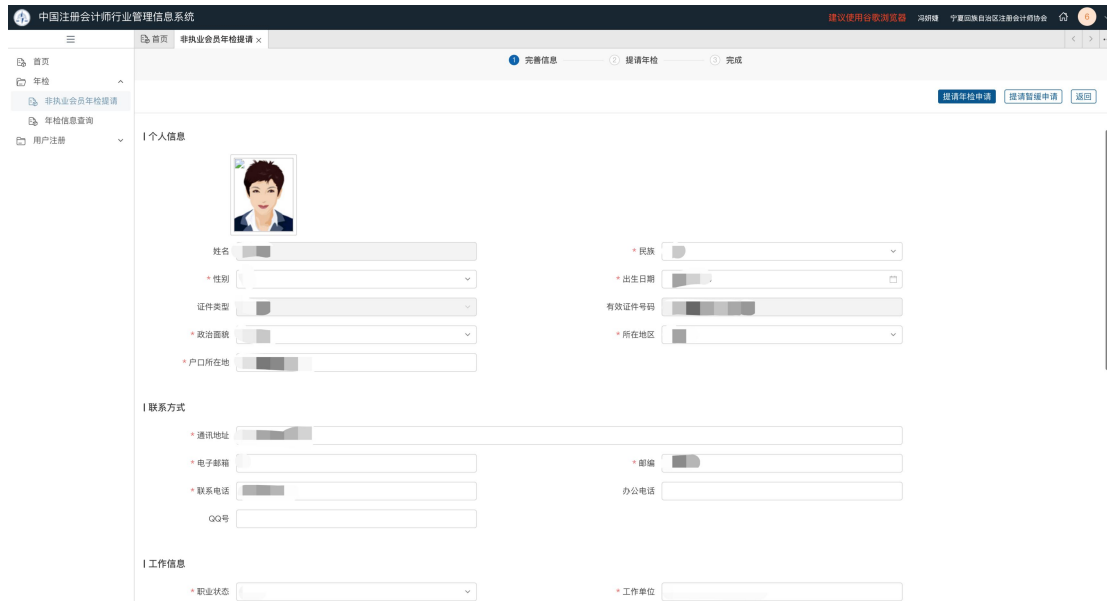 中国注册会计师行业管理信息系统
建议使用谷歌浏览器 冯妍婕 宁夏回族自治区注册会计师协会 6
首页 非执业会员年检提请 ×
首页
年检
非执业会员年检提请
年检信息查询
用户注册
1 完善信息 2 提请年检 3 完成
提请年检申请 提请暂缓申请 返回
个人信息
姓名 * 民族
* 性别 * 出生日期
证件类型 有效证件号码
* 政治面貌 * 所在地区
* 户口所在地
联系方式
* 通讯地址
* 电子邮箱 * 邮编
* 联系电话 办公电话
QQ号
工作信息
* 职业状态 * 工作单位